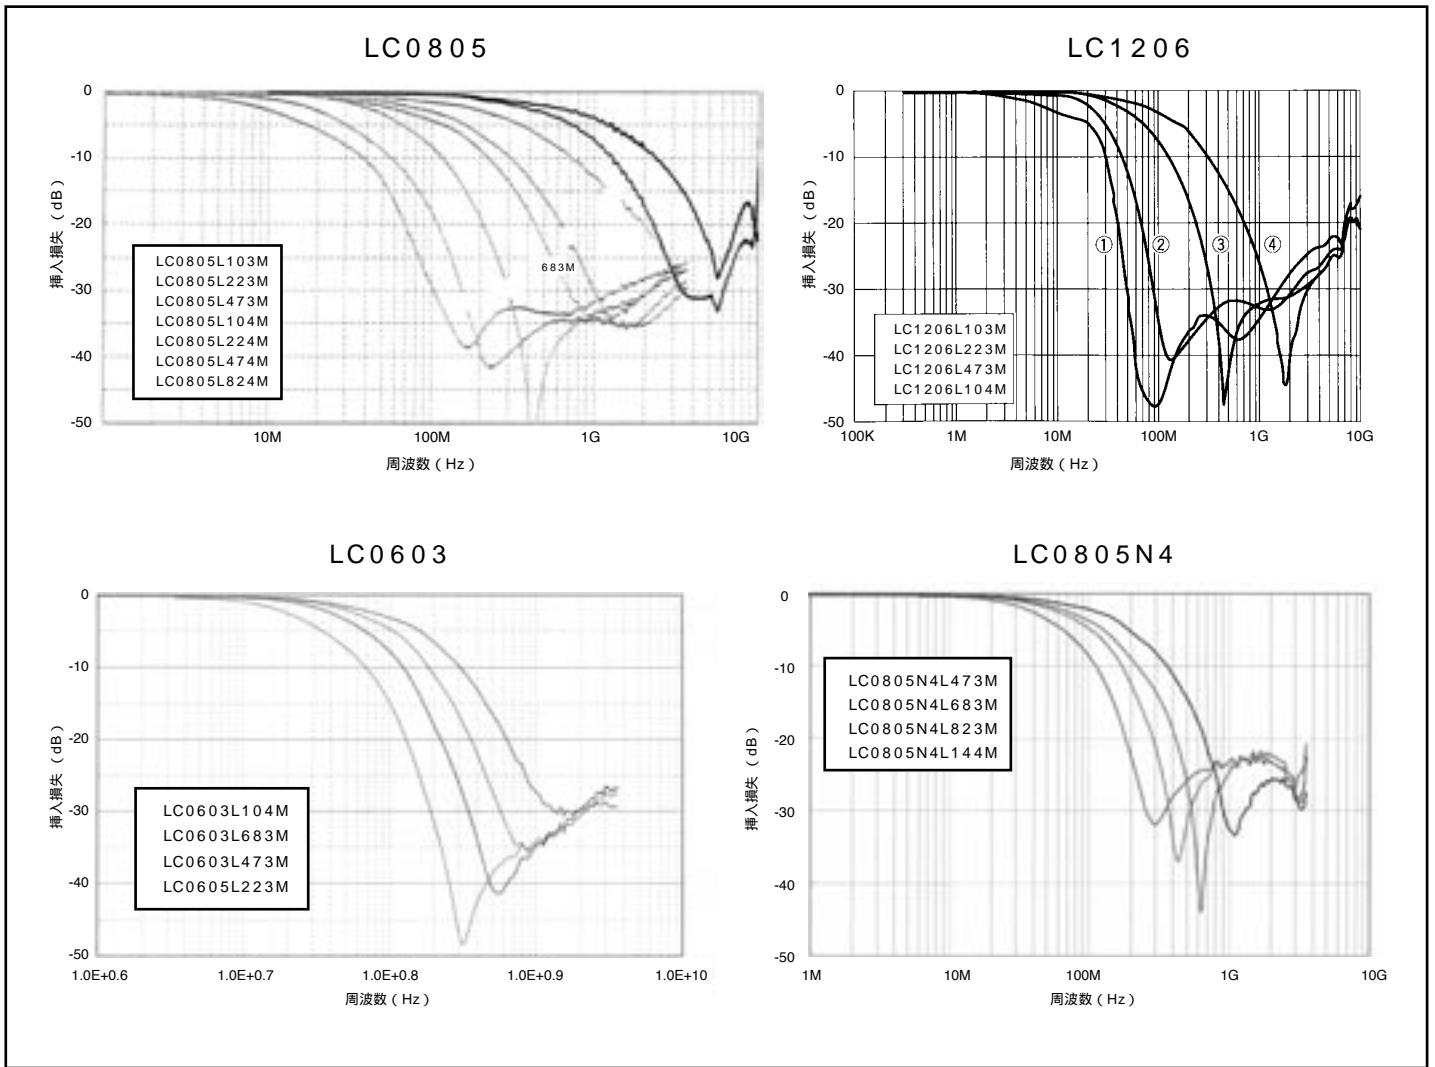 LC0805
0
-10
-20
-30
-40
-50
挿入損失（dB）
LC0805L103M
LC0805L223M
LC0805L473M
LC0805L104M
LC0805L224M
LC0805L474M
LC0805L824M
683M
10M 100M 1G 10G
周波数（Hz）
LC1206
0
-10
-20
-30
-40
-50
挿入損失（dB）
① ② ③ ④
LC1206L103M
LC1206L223M
LC1206L473M
LC1206L104M
100K 1M 10M 100M 1G 10G
周波数（Hz）
LC0603
0
-10
-20
-30
-40
-50
挿入損失（dB）
LC0603L104M
LC0603L683M
LC0603L473M
LC0605L223M
1.0E+0.6 1.0E+0.7 1.0E+0.8 1.0E+0.9 1.0E+10
周波数（Hz）
LC0805N4
0
-10
-20
-30
-40
-50
挿入損失（dB）
LC0805N4L473M
LC0805N4L683M
LC0805N4L823M
LC0805N4L144M
1M 10M 100M 1G 10G
周波数（Hz）